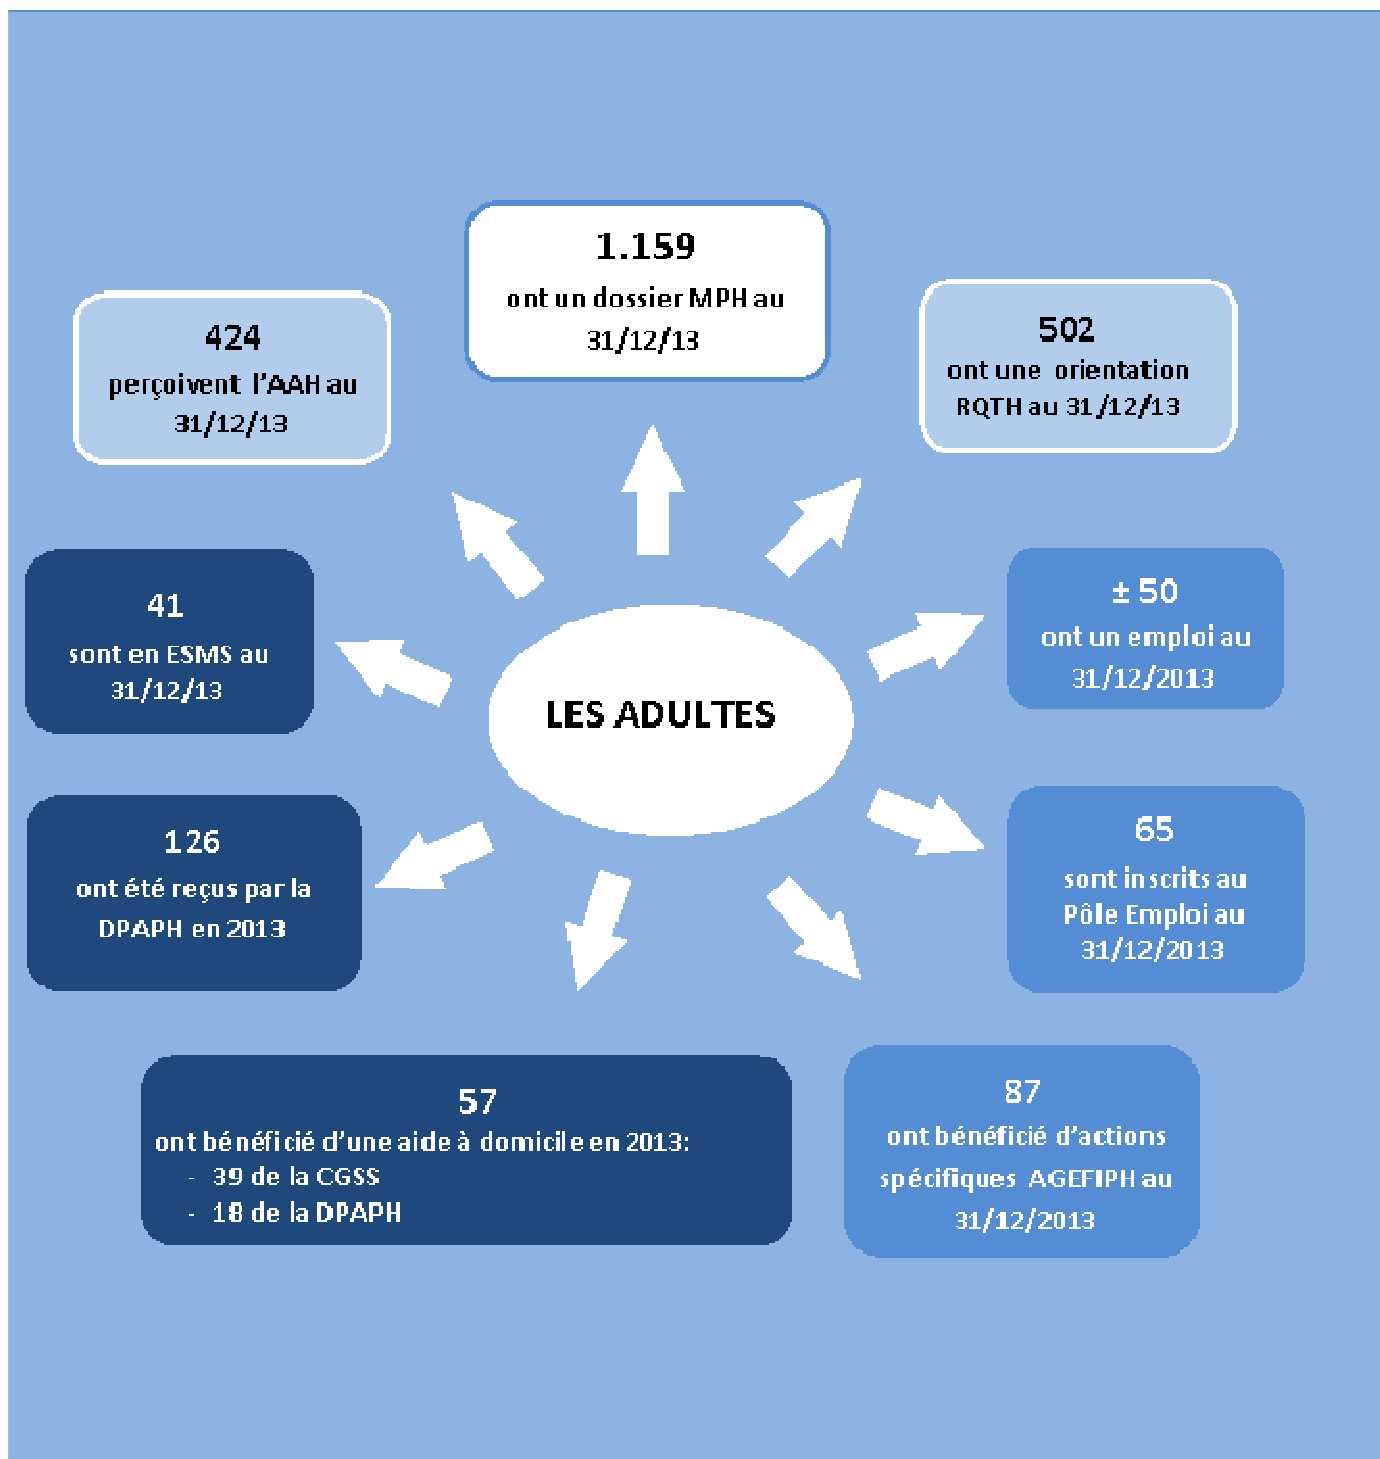 1.159
ont un dossier MPH au
31/12/13
424
perçoivent l'AAH au
31/12/13
502
ont une orientation
RQTH au 31/12/13
41
sont en ESMS au
31/12/13
± 50
ont un emploi au
31/12/2013
LES ADULTES
126
ont été reçus par la
DPAPH en 2013
65
sont inscrits au
Pôle Emploi au
31/12/2013
57
ont bénéficié d'une aide à domicile en 2013:
- 39 de la CGSS
- 18 de la DPAPH
87
ont bénéficié d'actions
spécifiques AGEFIPH au
31/12/2013